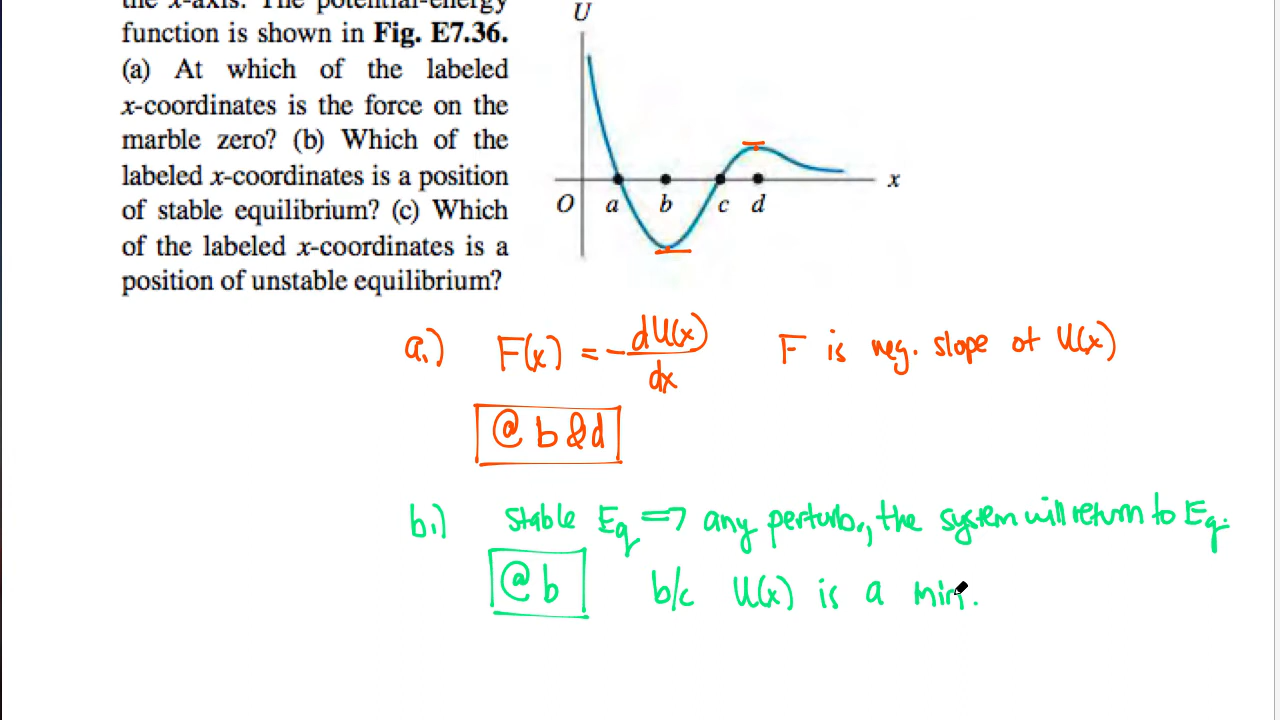 the x-axis. The potential-energy
function is shown in Fig. E7.36.
(a) At which of the labeled
x-coordinates is the force on the
marble zero? (b) Which of the
labeled x-coordinates is a position
of stable equilibrium? (c) Which
of the labeled x-coordinates is a
position of unstable equilibrium?
U
x
O a b c d
a.) F(x) = -dU(x)/dx F is neg. slope of U(x)
@ b & d
b.) Stable Eq => any perturb., the system will return to Eq.
@ b b/c U(x) is a min.